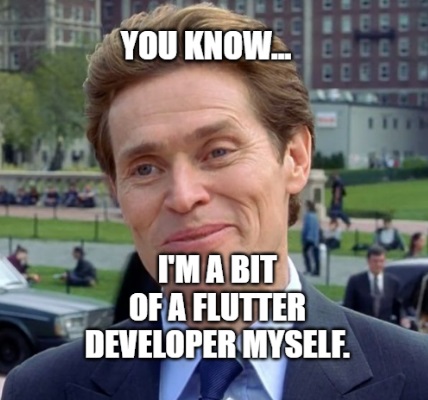 YOU KNOW...
I'M A BIT
OF A FLUTTER
DEVELOPER MYSELF.